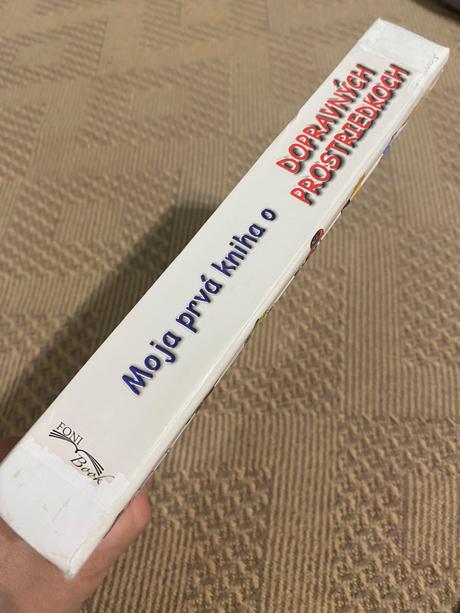 Moja prvá kniha o
DOPRAVNÝCH
PROSTRIEDKOCH
FONI
Book